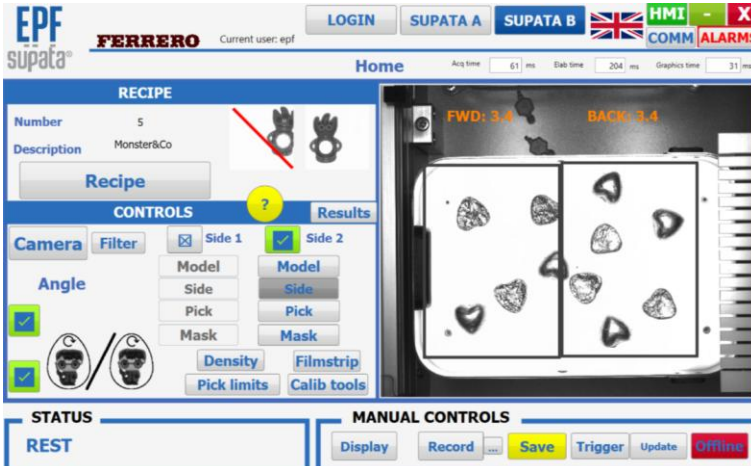 EPF
supata®
FERRERO
Current user: epf
LOGIN
SUPATA A
SUPATA B
HMI
-
X
COMM
ALARMS
Home
Acq time 61 ms
Elab time 204 ms
Graphics time 31 ms
RECIPE
Number 5
Description Monster&Co
Recipe
?
CONTROLS
Results
Camera
Filter
Side 1
Side 2
Model
Model
Side
Side
Pick
Pick
Mask
Mask
Angle
Density
Filmstrip
Pick limits
Calib tools
FWD: 3.4
BACK: 3.4
STATUS
REST
MANUAL CONTROLS
Display
Record
...
Save
Trigger
Update
Offline